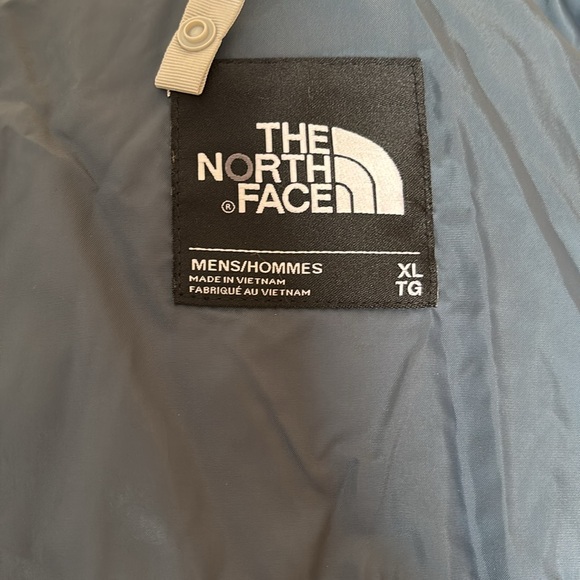 THE
NORTH
® FACE
MENS/HOMMES XL
MADE IN VIETNAM TG
FABRIQUÉ AU VIETNAM